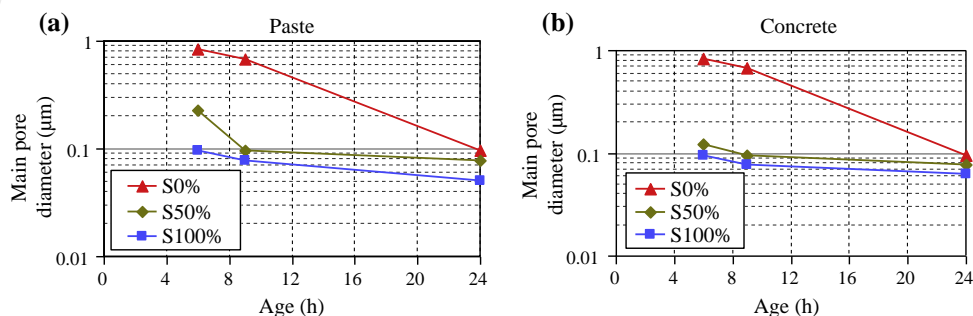 (a)
Paste
1
0.1
0.01
Main pore
diameter (μm)
S0%
S50%
S100%
0 4 8 12 16 20 24
Age (h)
(b)
Concrete
1
0.1
0.01
Main pore
diameter (μm)
S0%
S50%
S100%
0 4 8 12 16 20 24
Age (h)